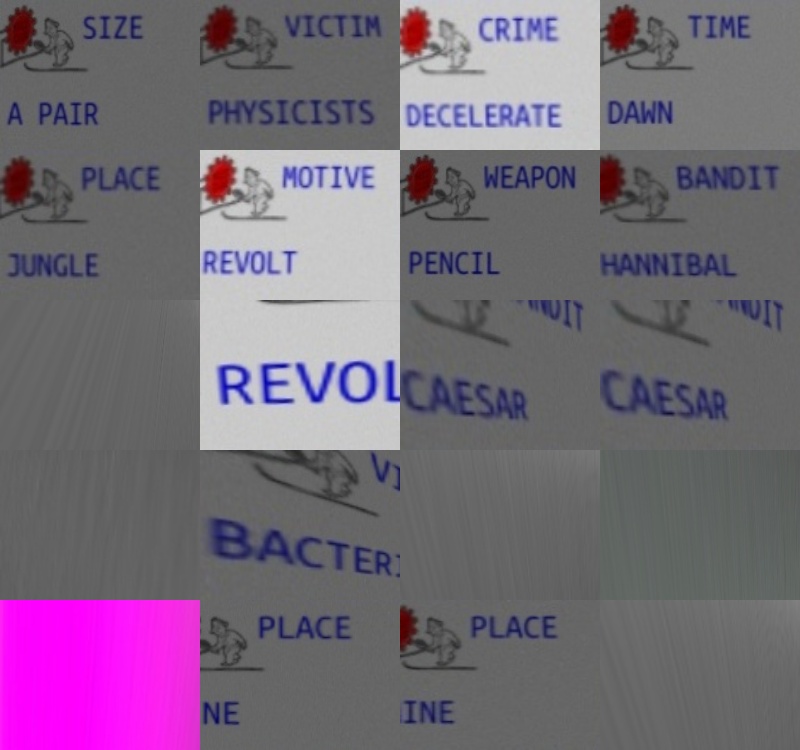 SIZE
A PAIR
VICTIM
PHYSICISTS
CRIME
DECELERATE
TIME
DAWN
PLACE
JUNGLE
MOTIVE
REVOLT
WEAPON
PENCIL
BANDIT
HANNIBAL
REVOL
CAESAR
CAESAR
BACTERI
PLACE
NE
PLACE
INE